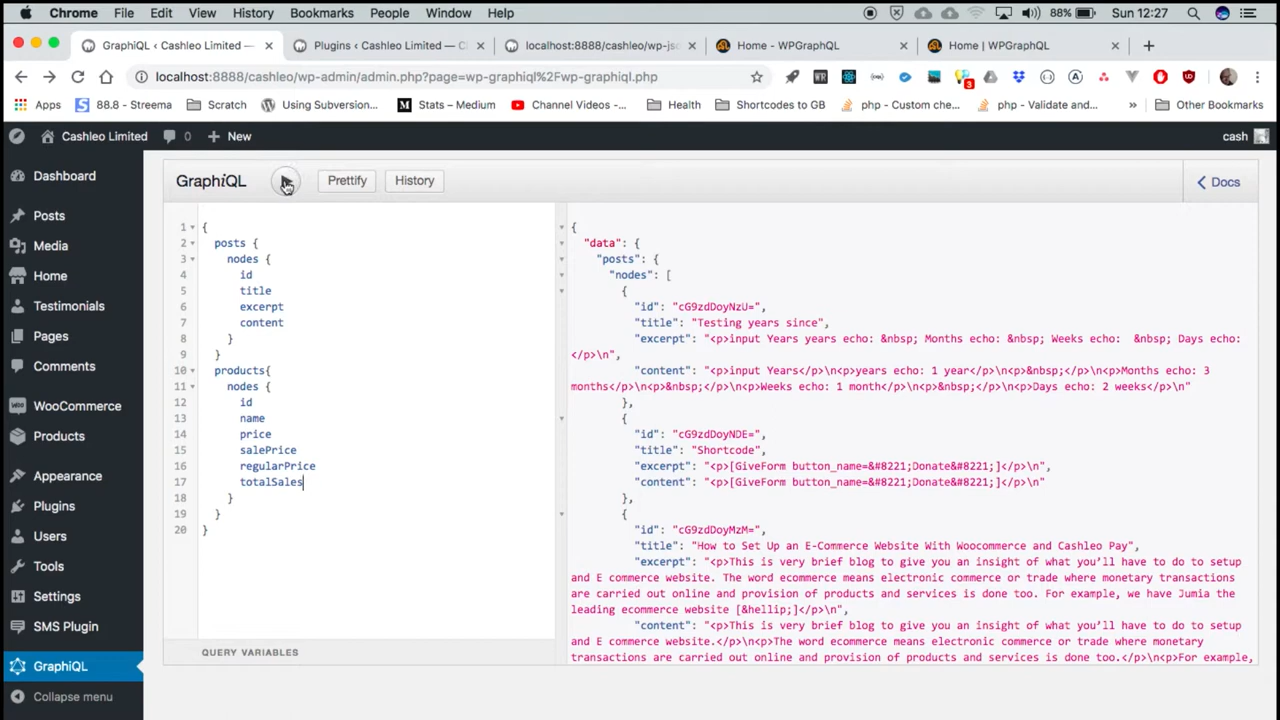 Chrome File Edit View History Bookmarks People Window Help 88% Sun 12:27
GraphiQL ‹ Cashleo Limited — Plugins ‹ Cashleo Limited — C localhost:8888/cashleo/wp-jso Home - WPGraphQL Home | WPGraphQL
localhost:8888/cashleo/wp-admin/admin.php?page=wp-graphiql%2Fwp-graphiql.php
Apps 88.8 - Streema Scratch Using Subversion-... Stats – Medium Channel Videos -... Health Shortcodes to GB php - Custom che... php - Validate and... » Other Bookmarks
Cashleo Limited 0 + New cash
Dashboard
Posts
Media
Home
Testimonials
Pages
Comments
WooCommerce
Products
Appearance
Plugins
Users
Tools
Settings
SMS Plugin
GraphiQL
Collapse menu
GraphiQL Prettify History Docs
1 {
2 posts {
3 nodes {
4 id
5 title
6 excerpt
7 content
8 }
9 }
10 products{
11 nodes {
12 id
13 name
14 price
15 salePrice
16 regularPrice
17 totalSales
18 }
19 }
20 }
QUERY VARIABLES
{
"data": {
"posts": {
"nodes": [
{
"id": "cG9zdDoyNzU=",
"title": "Testing years since",
"excerpt": "<p>input Years years echo: &nbsp; Months echo: &nbsp; Weeks echo:  &nbsp; Days echo:
</p>\n",
"content": "<p>input Years</p>\n<p>years echo: 1 year</p>\n<p>&nbsp;</p>\n<p>Months echo: 3
months</p>\n<p>&nbsp;</p>\n<p>Weeks echo: 1 month</p>\n<p>&nbsp;</p>\n<p>Days echo: 2 weeks</p>\n"
},
{
"id": "cG9zdDoyNDE=",
"title": "Shortcode",
"excerpt": "<p>[GiveForm button_name=&#8221;Donate&#8221;]</p>\n",
"content": "<p>[GiveForm button_name=&#8221;Donate&#8221;]</p>\n"
},
{
"id": "cG9zdDoyMzM=",
"title": "How to Set Up an E-Commerce Website With Woocommerce and Cashleo Pay",
"excerpt": "<p>This is very brief blog to give you an insight of what you'll have to do to setup
and E commerce website. The word ecommerce means electronic commerce or trade where monetary transactions
are carried out online and provision of products and services is done too. For example, we have Jumia the
leading ecommerce website [&hellip;]</p>\n",
"content": "<p>This is very brief blog to give you an insight of what you'll have to do to setup
and E commerce website.</p>\n<p>The word ecommerce means electronic commerce or trade where monetary
transactions are carried out online and provision of products and services is done too.</p>\n<p>For example,